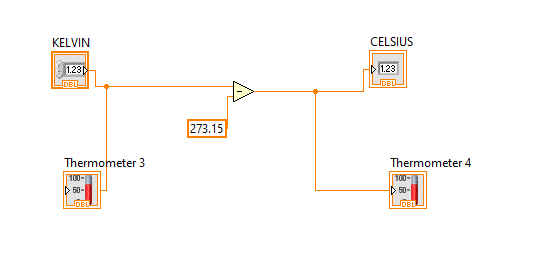 KELVIN
1.23
DBL
CELSIUS
1.23
DBL
-
273.15
Thermometer 3
100
50
DBL
Thermometer 4
100
50
DBL